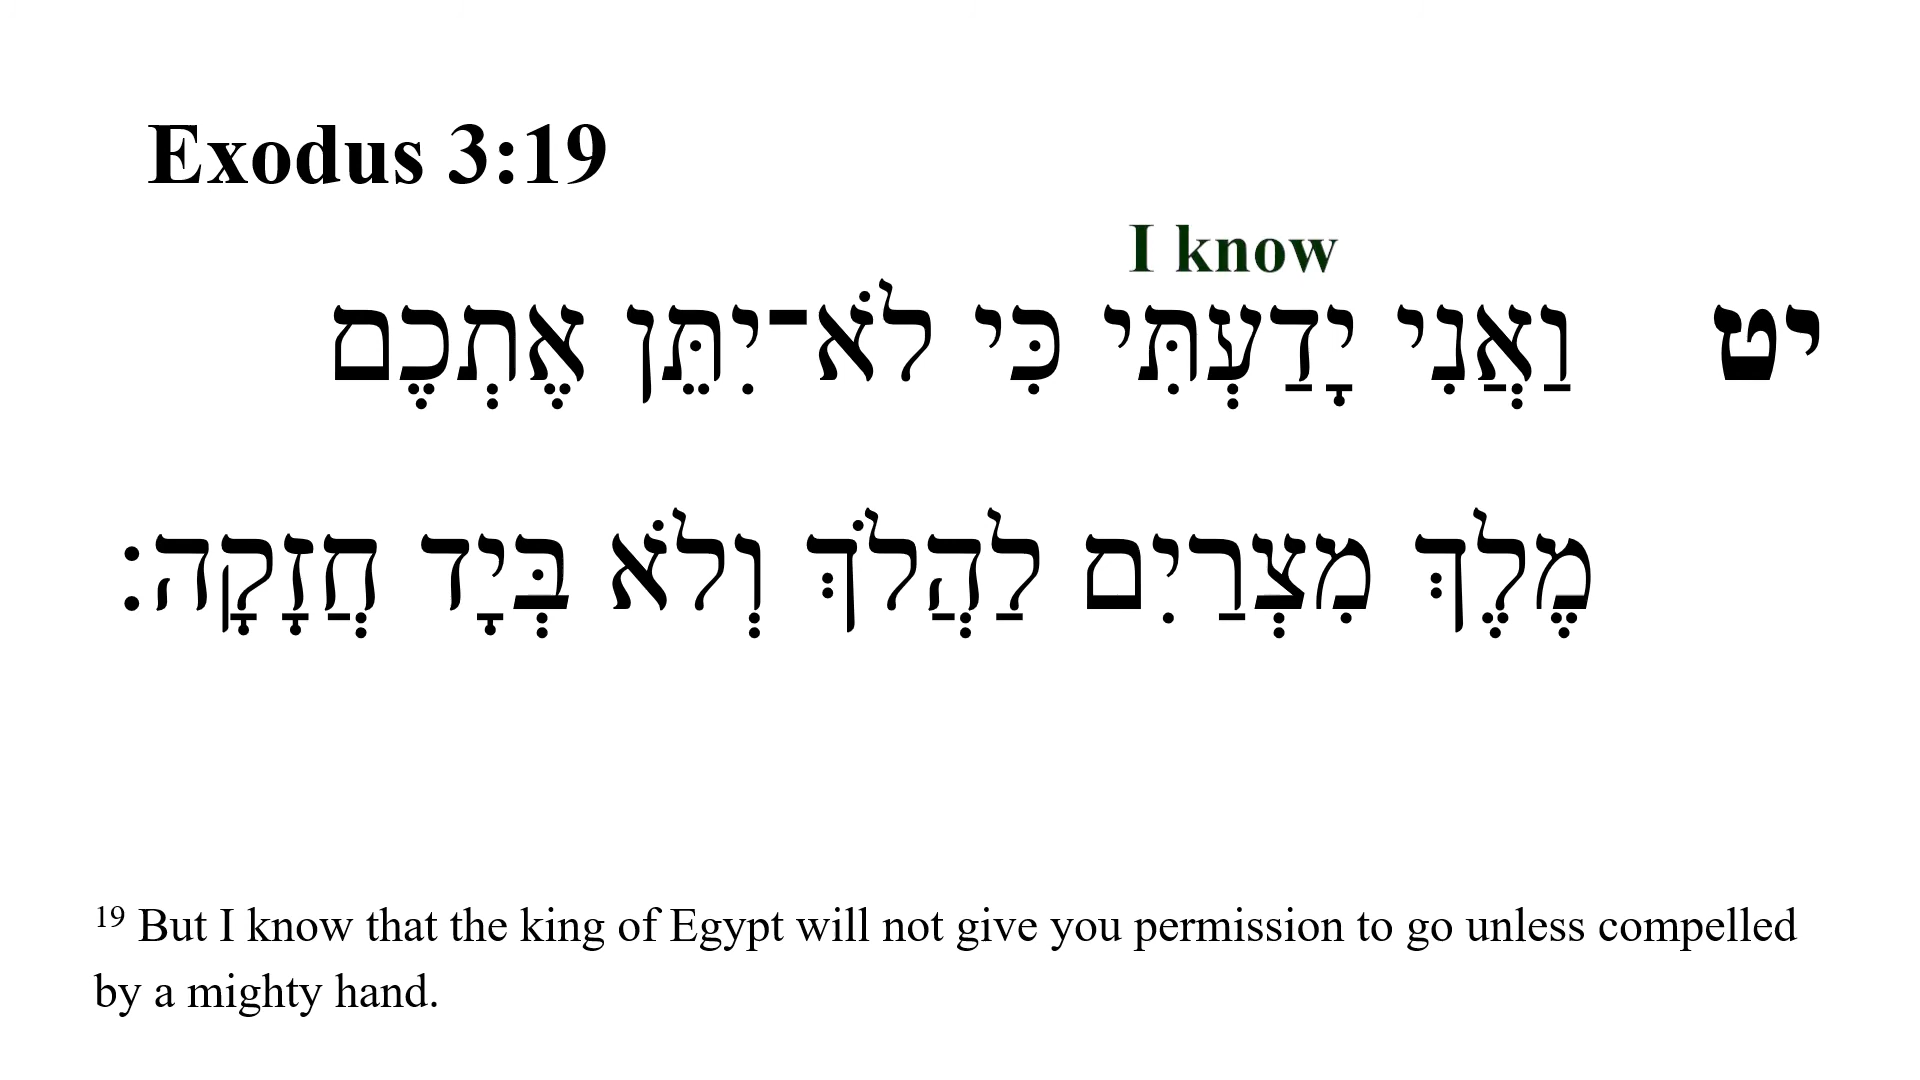 Exodus 3:19
I know
יט וַאֲנִי יָדַעְתִּי כִּי לֹא־יִתֵּן אֶתְכֶם
מֶלֶךְ מִצְרַיִם לַהֲלֹךְ וְלֹא בְּיָד חֲזָקָה׃
19 But I know that the king of Egypt will not give you permission to go unless compelled
by a mighty hand.